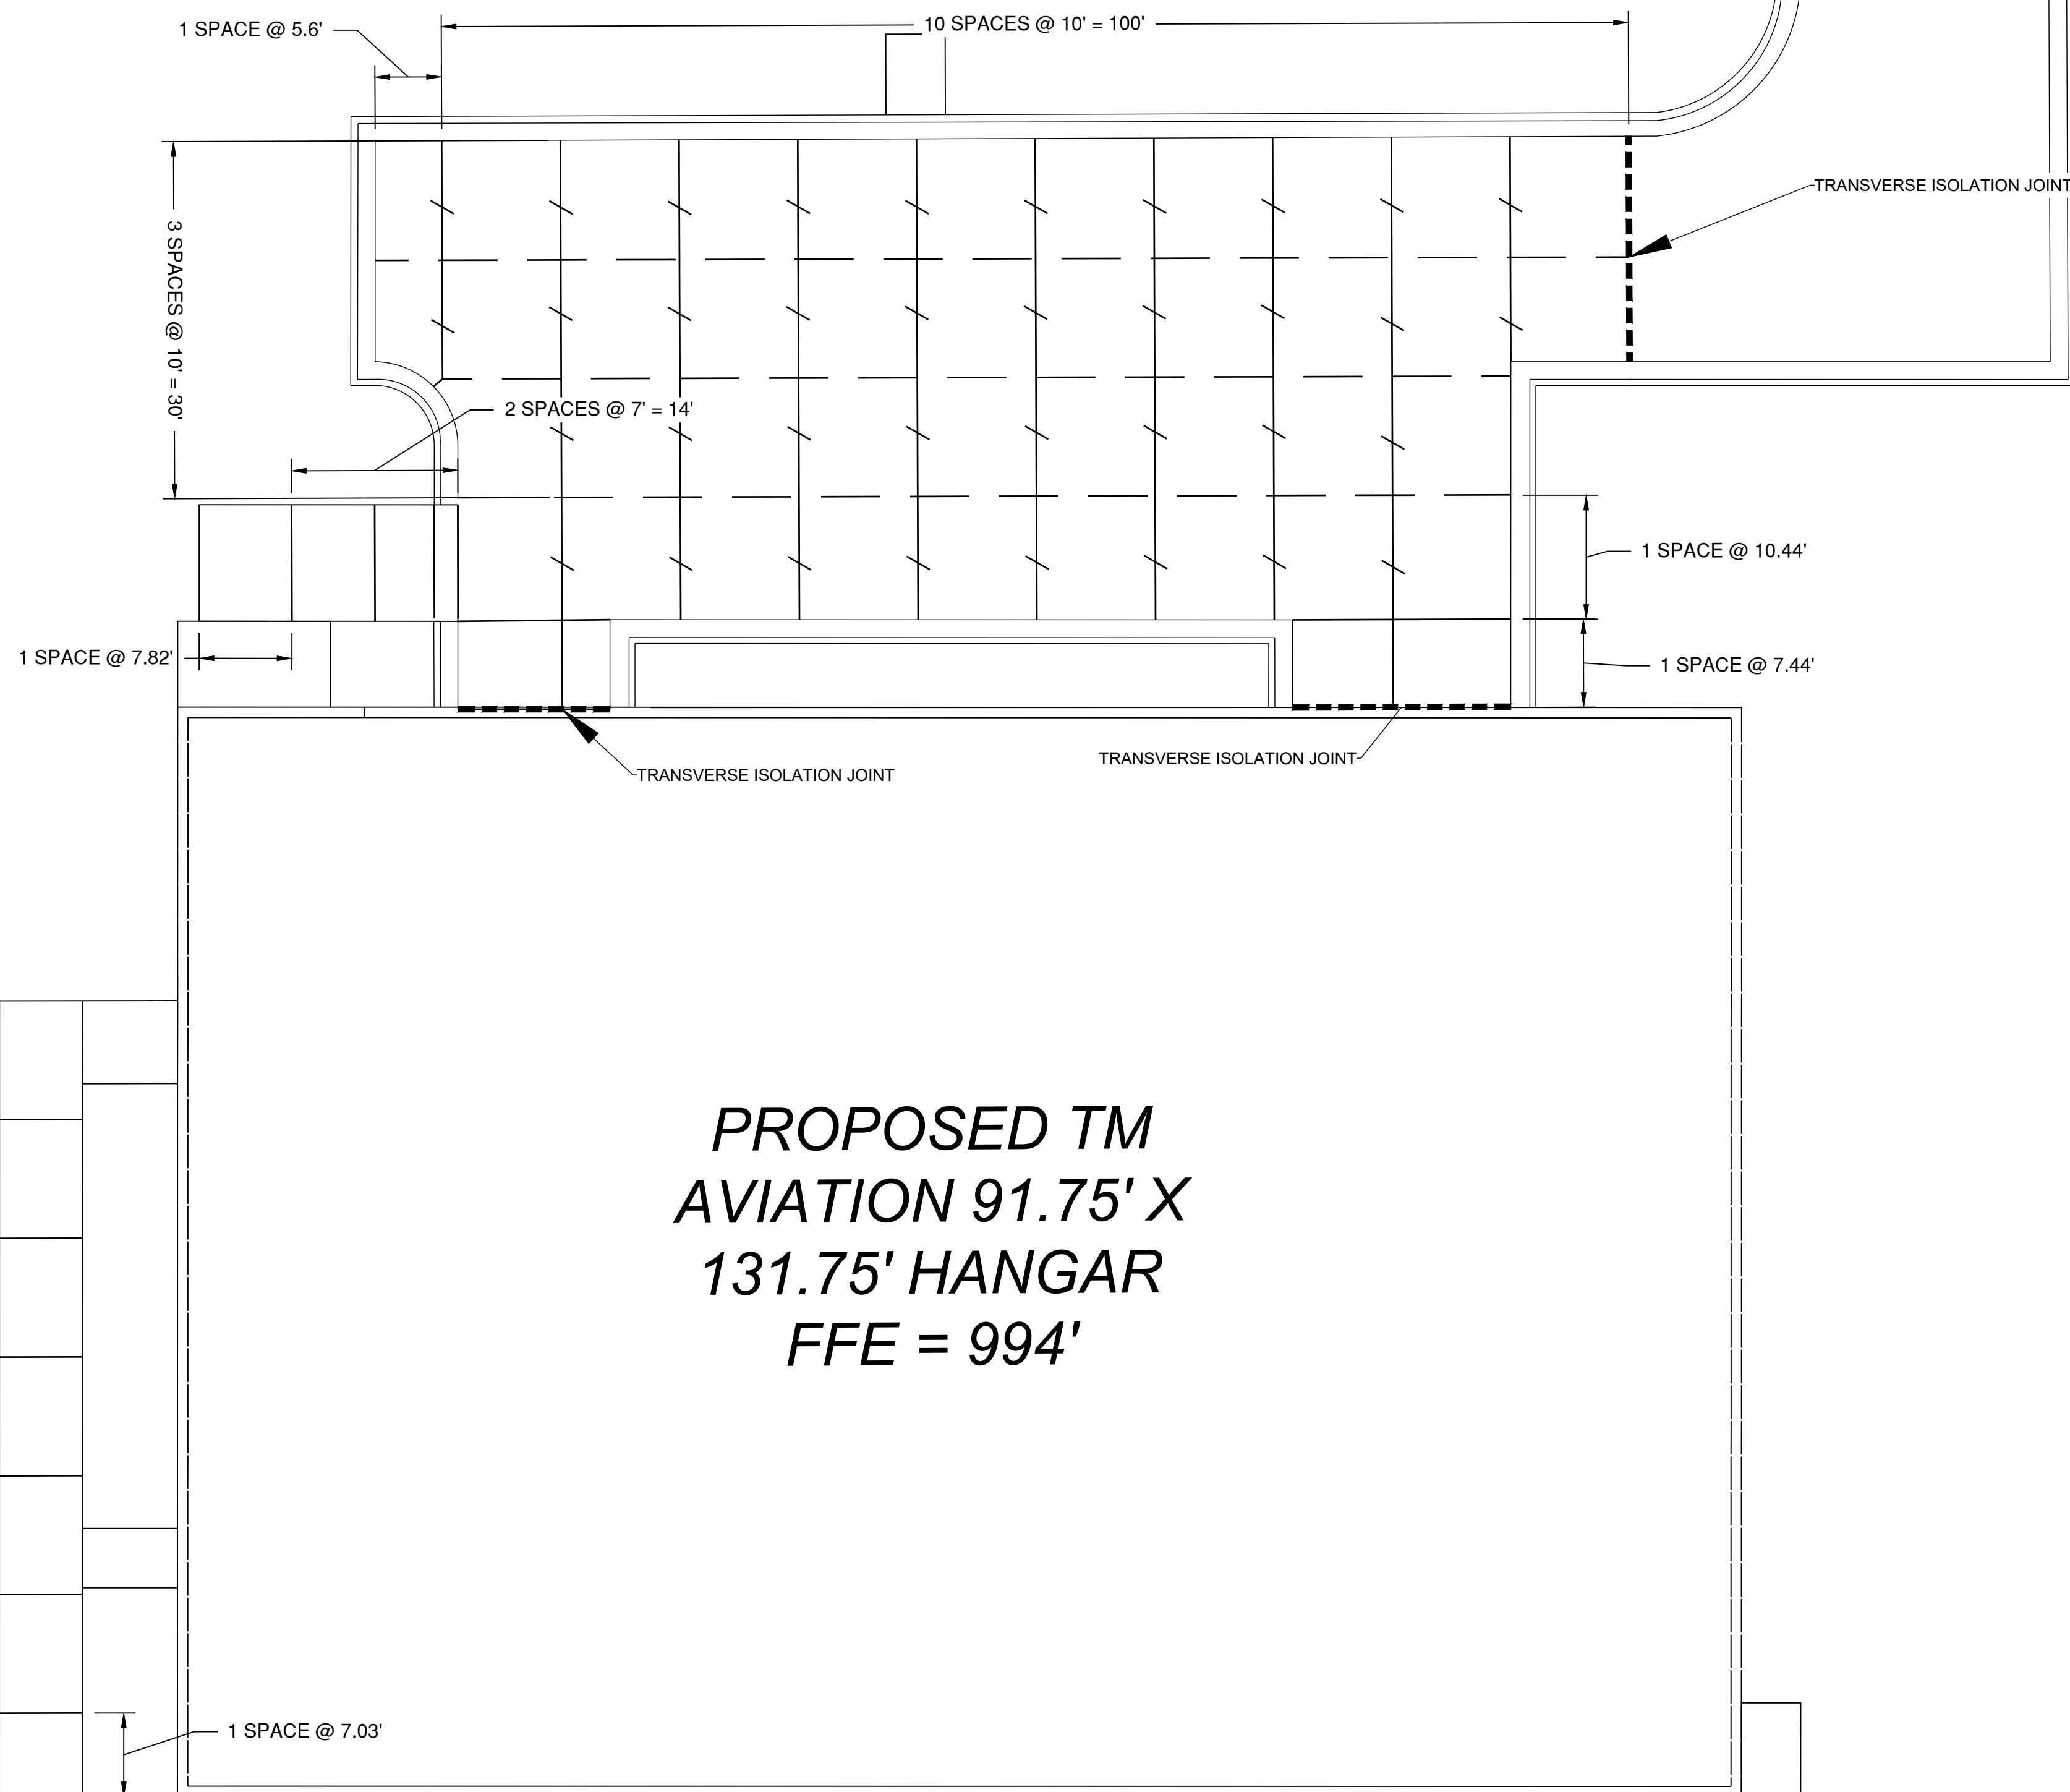 1 SPACE @ 5.6'
10 SPACES @ 10' = 100'
TRANSVERSE ISOLATION JOINT
3 SPACES @ 10' = 30'
2 SPACES @ 7' = 14'
1 SPACE @ 10.44'
1 SPACE @ 7.82'
1 SPACE @ 7.44'
TRANSVERSE ISOLATION JOINT
TRANSVERSE ISOLATION JOINT
PROPOSED TM
AVIATION 91.75' X
131.75' HANGAR
FFE = 994'
1 SPACE @ 7.03'